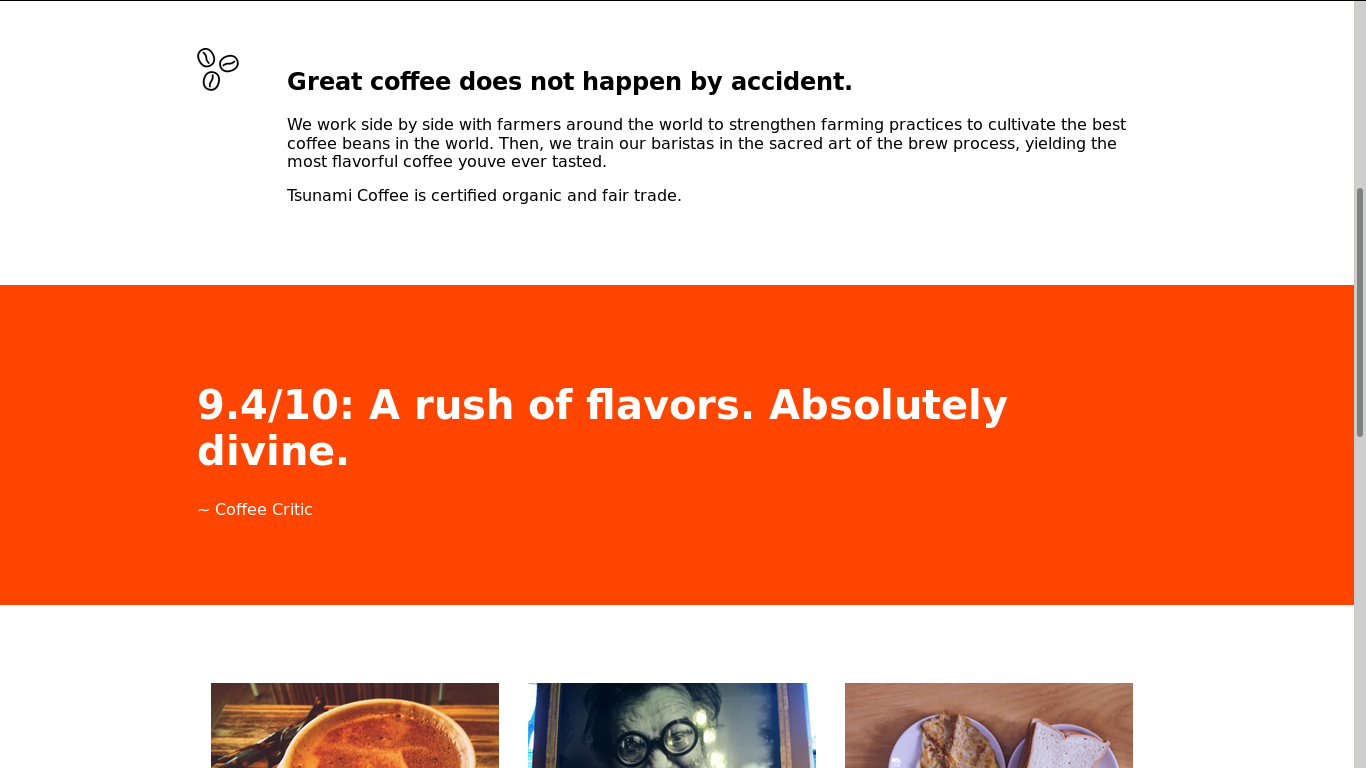 Great coffee does not happen by accident.
We work side by side with farmers around the world to strengthen farming practices to cultivate the best
coffee beans in the world. Then, we train our baristas in the sacred art of the brew process, yielding the
most flavorful coffee youve ever tasted.
Tsunami Coffee is certified organic and fair trade.
9.4/10: A rush of flavors. Absolutely
divine.
~ Coffee Critic